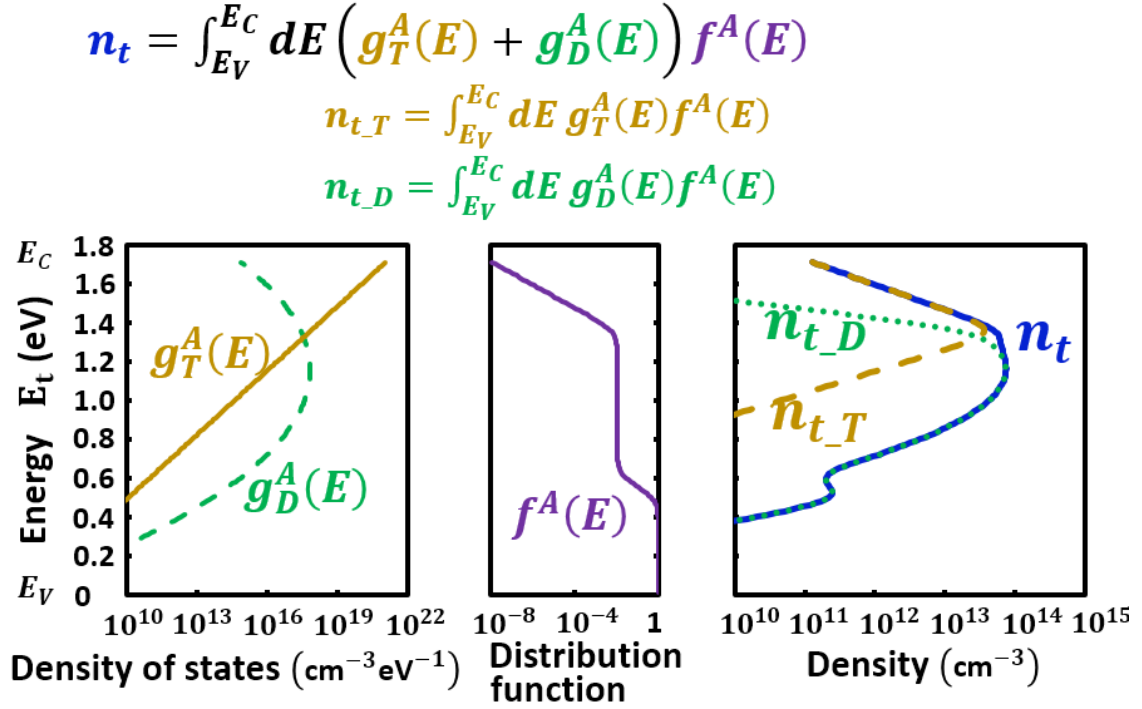 n_t = ∫_{E_V}^{E_C} dE (g_T^A(E) + g_D^A(E)) f^A(E)
n_{t_T} = ∫_{E_V}^{E_C} dE g_T^A(E) f^A(E)
n_{t_D} = ∫_{E_V}^{E_C} dE g_D^A(E) f^A(E)
E_C
E_V
Energy E_t (eV)
1.8
1.6
1.4
1.2
1.0
0.8
0.6
0.4
0.2
0
g_T^A(E)
g_D^A(E)
10^{10} 10^{13} 10^{16} 10^{19} 10^{22}
Density of states (cm^{-3}eV^{-1})
f^A(E)
10^{-8} 10^{-4} 1
Distribution
function
n_{t_D}
n_t
n_{t_T}
10^{10} 10^{11} 10^{12} 10^{13} 10^{14} 10^{15}
Density (cm^{-3})